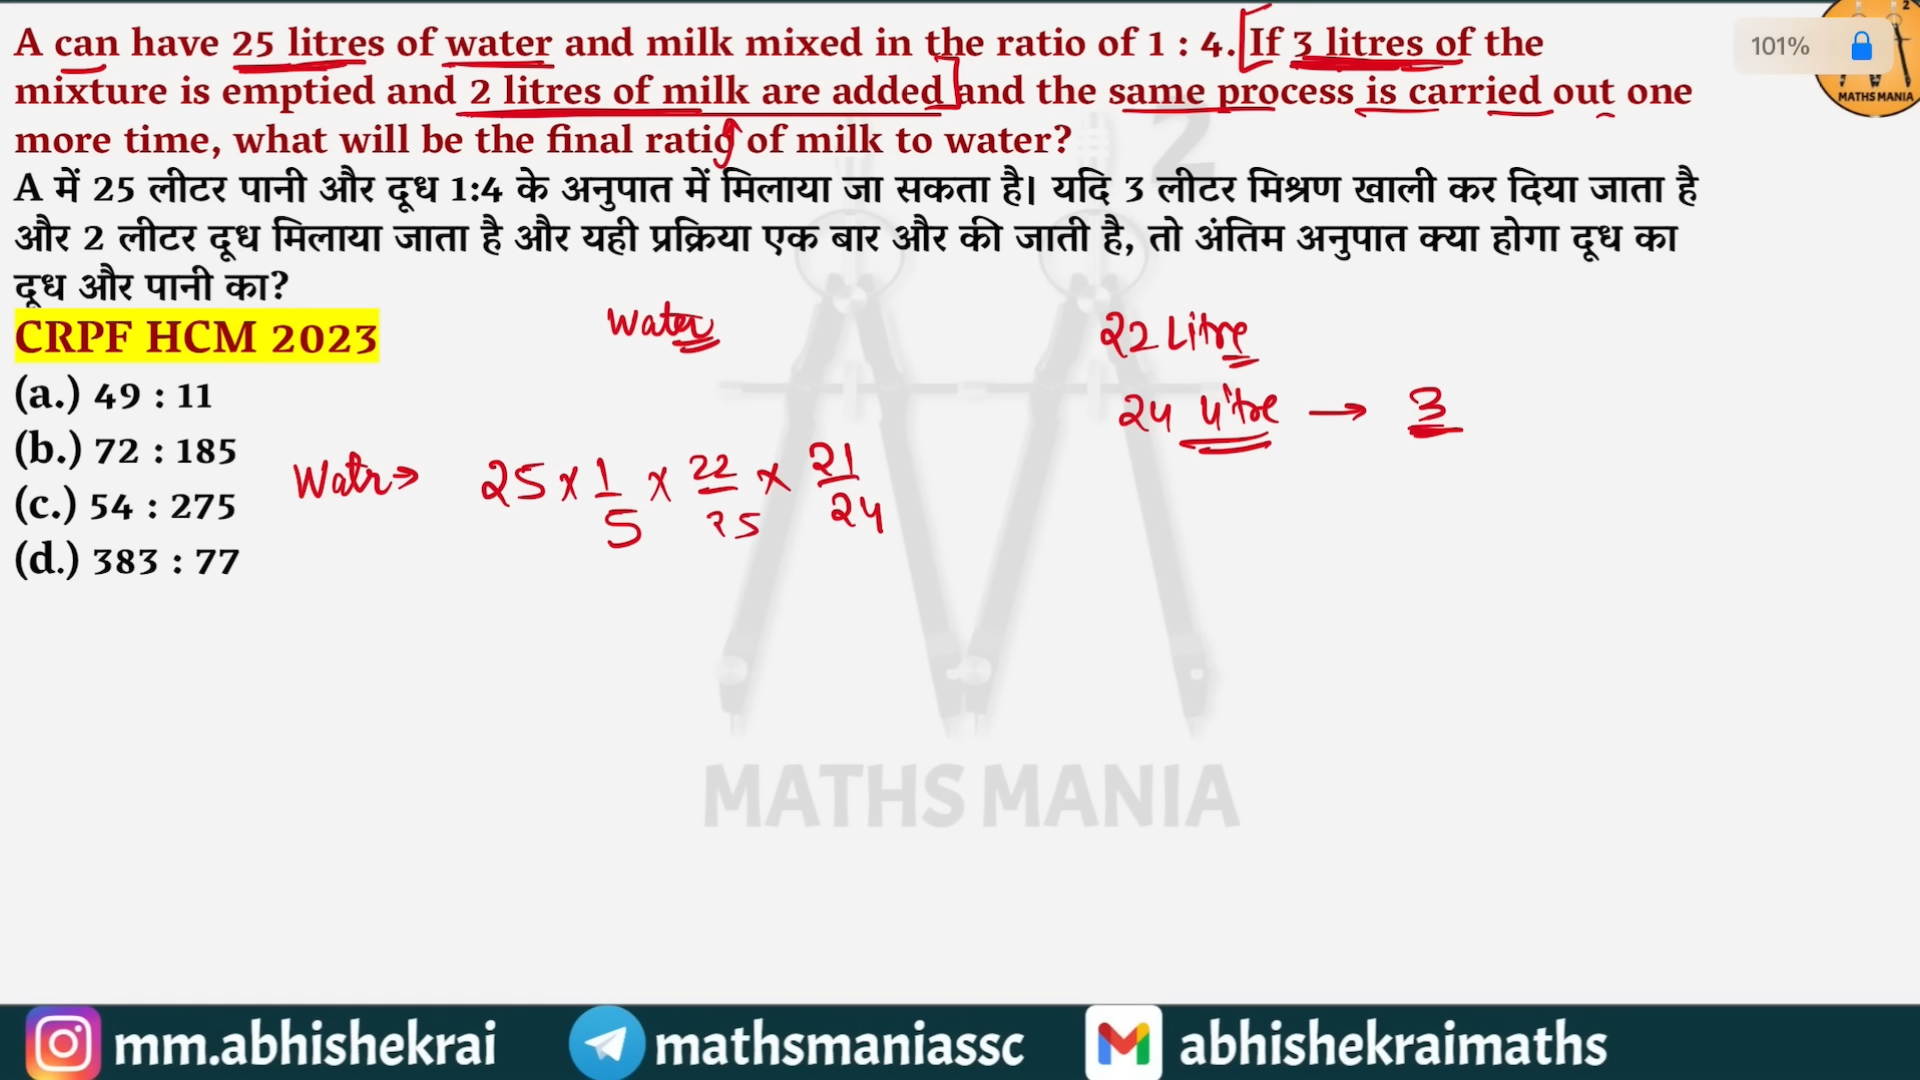 A can have 25 litres of water and milk mixed in the ratio of 1 : 4. If 3 litres of the
mixture is emptied and 2 litres of milk are added and the same process is carried out one
more time, what will be the final ratio of milk to water?
A में 25 लीटर पानी और दूध 1:4 के अनुपात में मिलाया जा सकता है। यदि 3 लीटर मिश्रण खाली कर दिया जाता है
और 2 लीटर दूध मिलाया जाता है और यही प्रक्रिया एक बार और की जाती है, तो अंतिम अनुपात क्या होगा दूध का
दूध और पानी का?
CRPF HCM 2023
(a.) 49 : 11
(b.) 72 : 185
(c.) 54 : 275
(d.) 383 : 77
water
22 Litre
24 Litre → 3
Watr → 25 × 1/5 × 22/25 × 21/24
101%
2
MATHS MANIA
2
MATHS MANIA
mm.abhishekrai mathsmaniassc abhishekraimaths